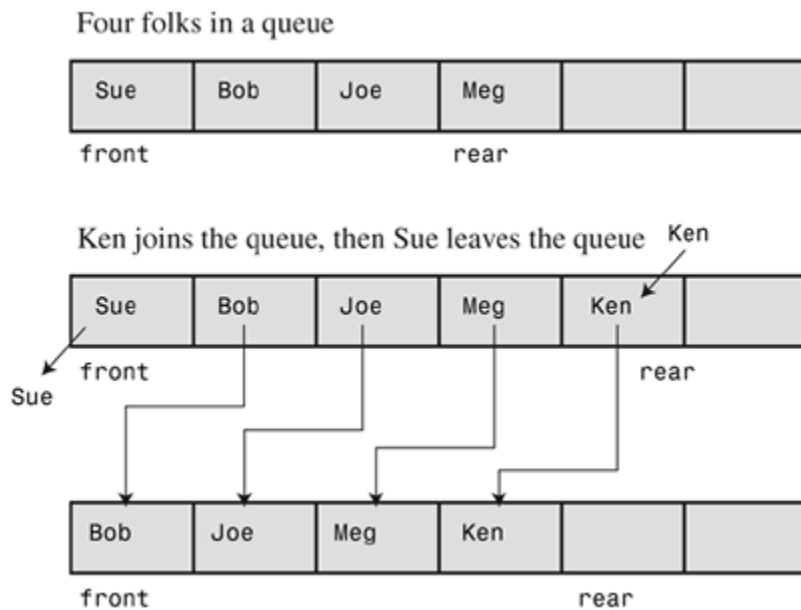 Four folks in a queue
Sue Bob Joe Meg
front rear
Ken joins the queue, then Sue leaves the queue Ken
Sue Bob Joe Meg Ken
front rear
Sue
Bob Joe Meg Ken
front rear